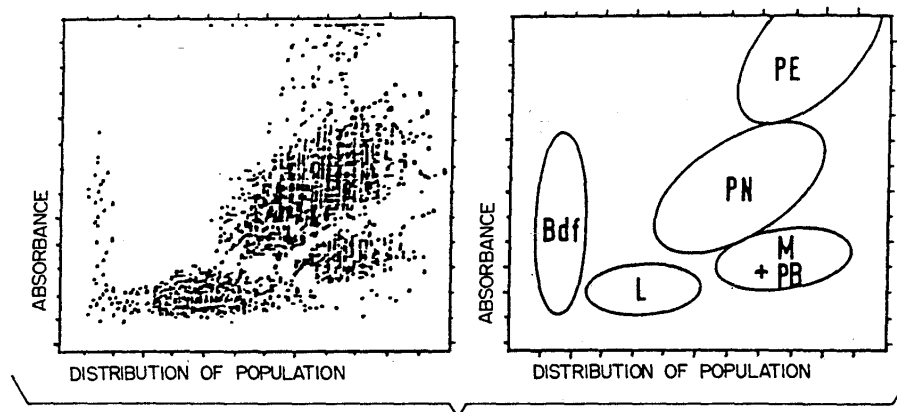 PE
PN
Bdf
M
+ PB
L
ABSORBANCE
ABSORBANCE
DISTRIBUTION OF POPULATION
DISTRIBUTION OF POPULATION